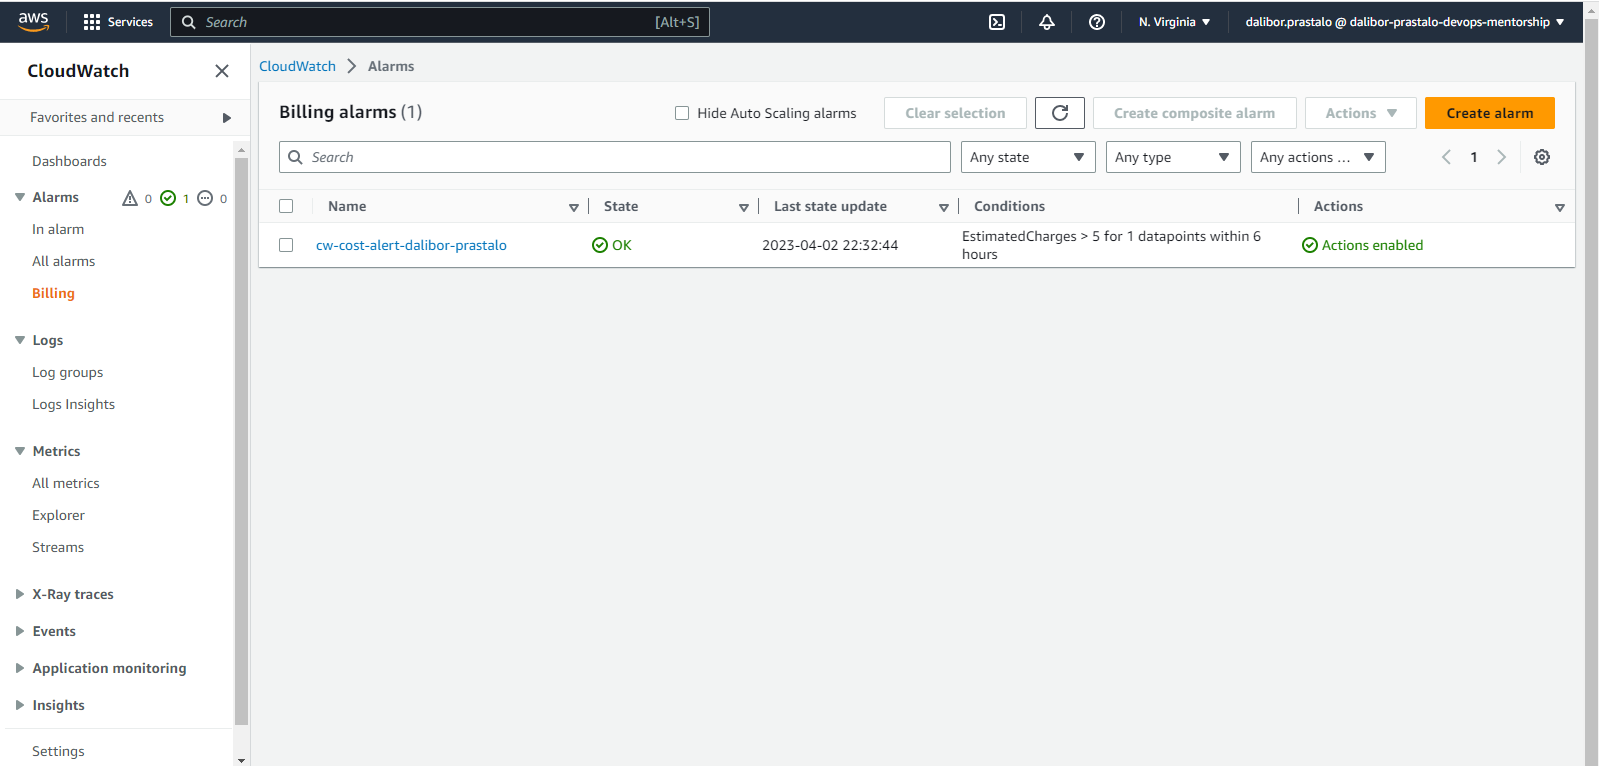 aws
Services
Search
[Alt+S]
N. Virginia
dalibor.prastalo @ dalibor-prastalo-devops-mentorship
CloudWatch
Favorites and recents
Dashboards
Alarms 0 1 0
In alarm
All alarms
Billing
Logs
Log groups
Logs Insights
Metrics
All metrics
Explorer
Streams
X-Ray traces
Events
Application monitoring
Insights
Settings
CloudWatch Alarms
Billing alarms (1)
Hide Auto Scaling alarms
Clear selection
Create composite alarm
Actions
Create alarm
Search
Any state
Any type
Any actions ...
1
Name State Last state update Conditions Actions
cw-cost-alert-dalibor-prastalo
OK
2023-04-02 22:32:44
EstimatedCharges > 5 for 1 datapoints within 6
hours
Actions enabled